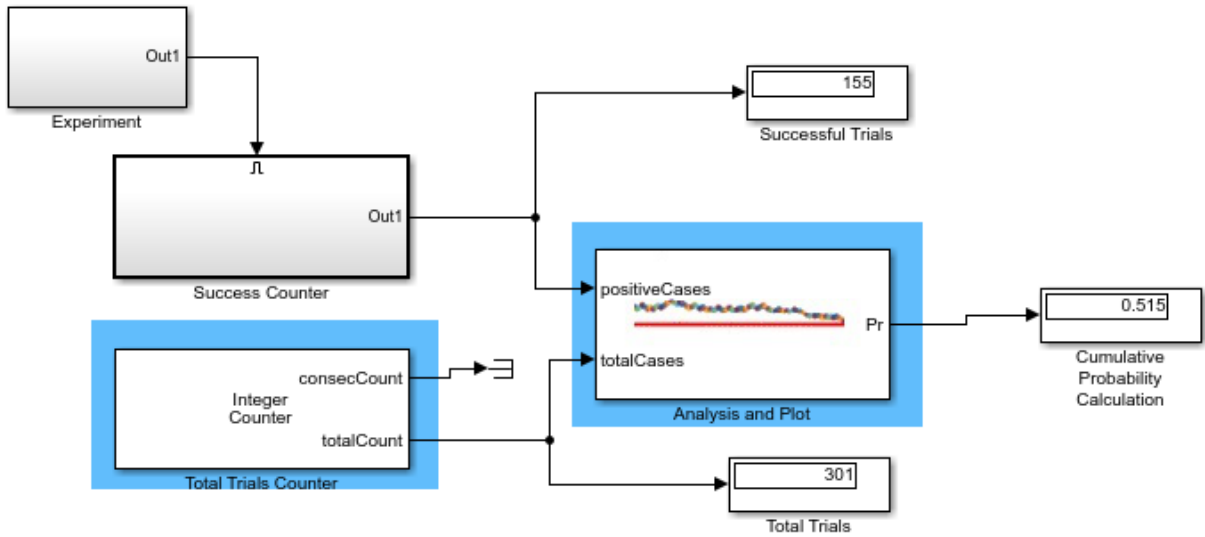 Out1
Experiment
Out1
Success Counter
155
Successful Trials
consecCount
Integer
Counter
totalCount
Total Trials Counter
positiveCases
totalCases
Pr
Analysis and Plot
0.515
Cumulative
Probability
Calculation
301
Total Trials